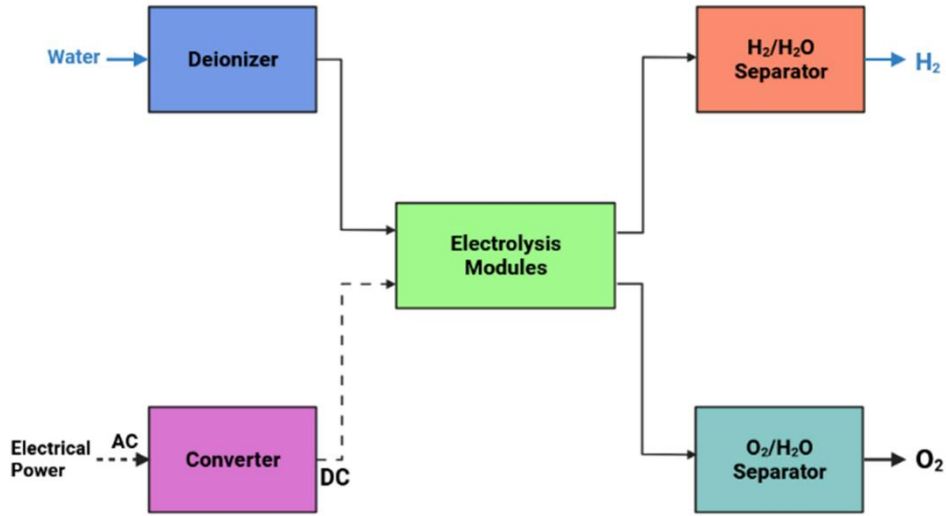 Water
Deionizer
H₂/H₂O
Separator
H₂
Electrolysis
Modules
Electrical
Power
AC
Converter
DC
O₂/H₂O
Separator
O₂